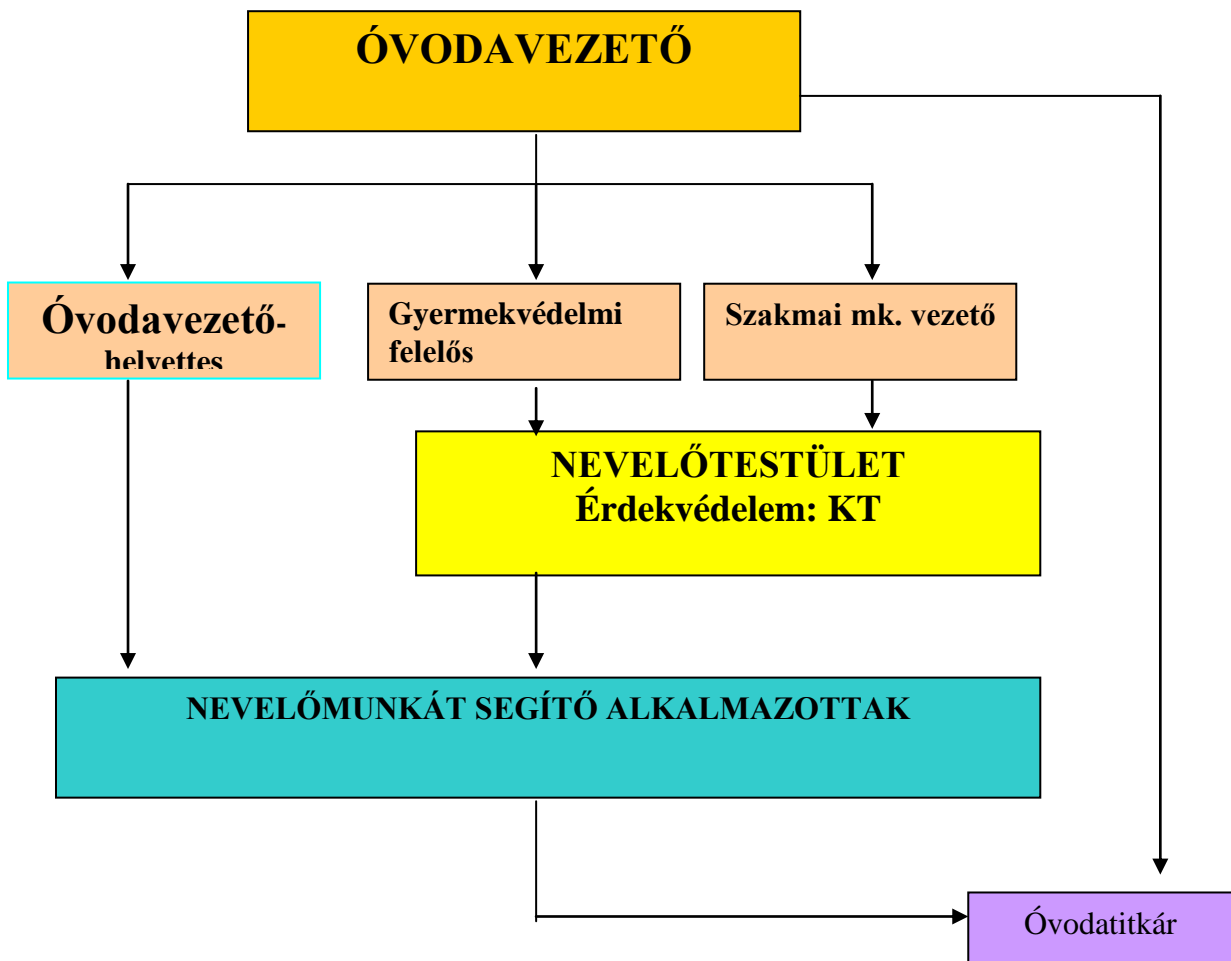 ÓVODAVEZETŐ
Óvodavezető-
helyettes
Gyermekvédelmi
felelős
Szakmai mk. vezető
NEVELŐTESTÜLET
Érdekvédelem: KT
NEVELŐMUNKÁT SEGÍTŐ ALKALMAZOTTAK
Óvodatitkár